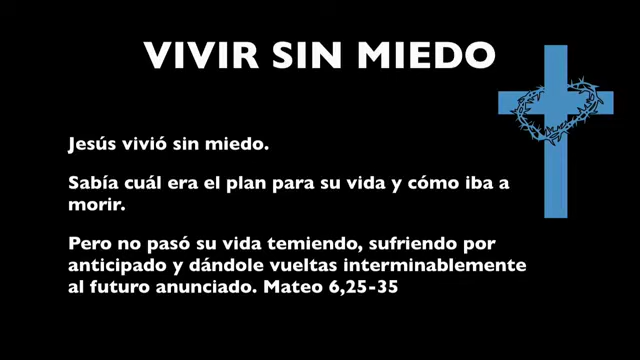 VIVIR SIN MIEDO
Jesús vivió sin miedo.
Sabía cuál era el plan para su vida y cómo iba a
morir.
Pero no pasó su vida temiendo, sufriendo por
anticipado y dándole vueltas interminablemente
al futuro anunciado. Mateo 6,25-35